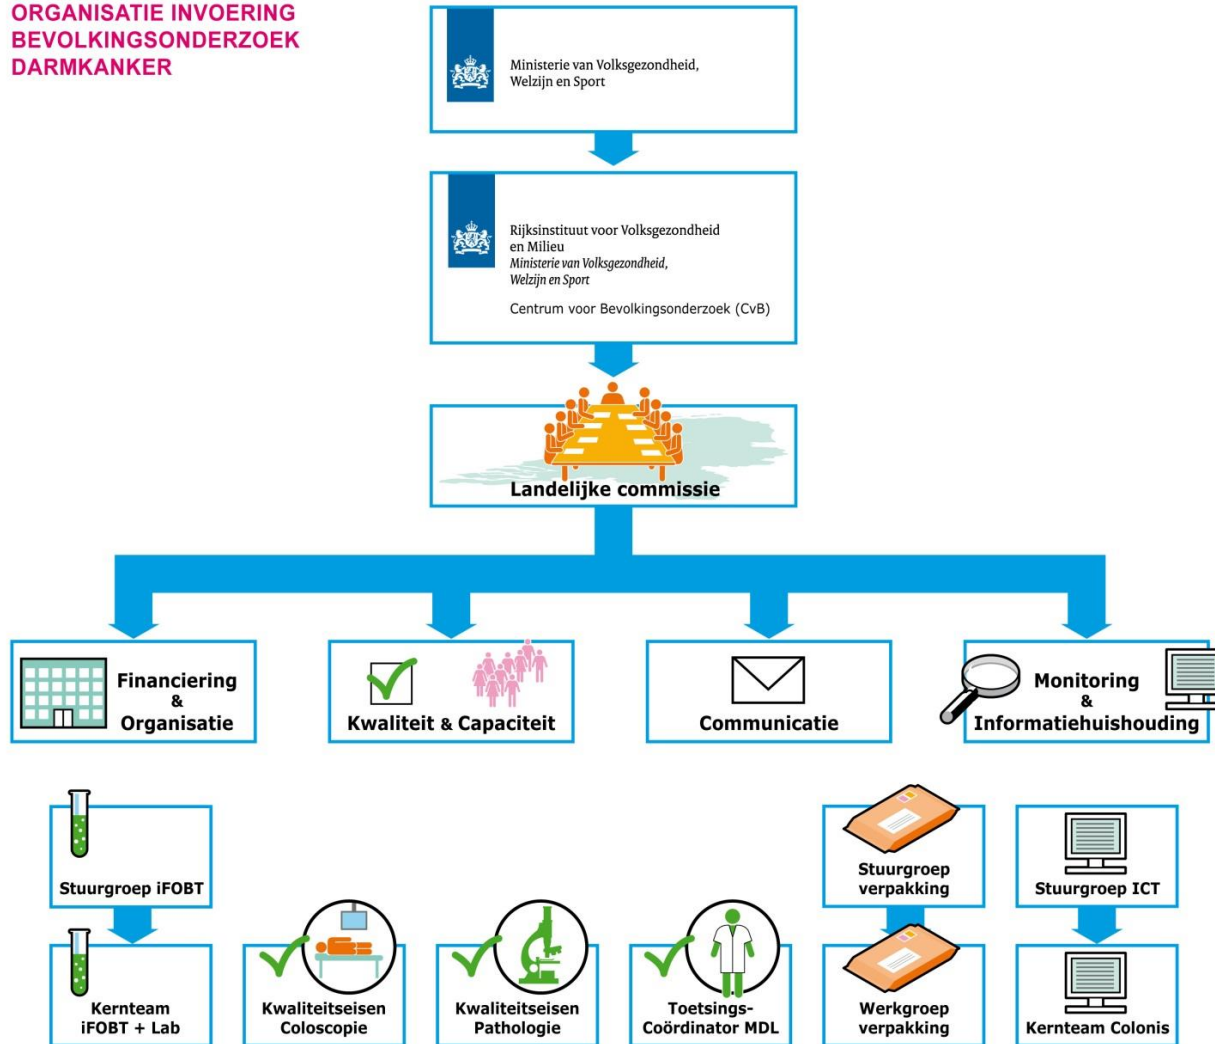 ORGANISATIE INVOERING
BEVOLKINGSONDERZOEK
DARMKANKER
Ministerie van Volksgezondheid,
Welzijn en Sport
Rijksinstituut voor Volksgezondheid
en Milieu
Ministerie van Volksgezondheid,
Welzijn en Sport
Centrum voor Bevolkingsonderzoek (CvB)
Landelijke commissie
Financiering
&
Organisatie
Kwaliteit & Capaciteit
Communicatie
Monitoring
&
Informatiehuishouding
Stuurgroep iFOBT
Stuurgroep
verpakking
Stuurgroep ICT
Kernteam
iFOBT + Lab
Kwaliteitseisen
Coloscopie
Kwaliteitseisen
Pathologie
Toetsings-
Coördinator MDL
Werkgroep
verpakking
Kernteam Colonis